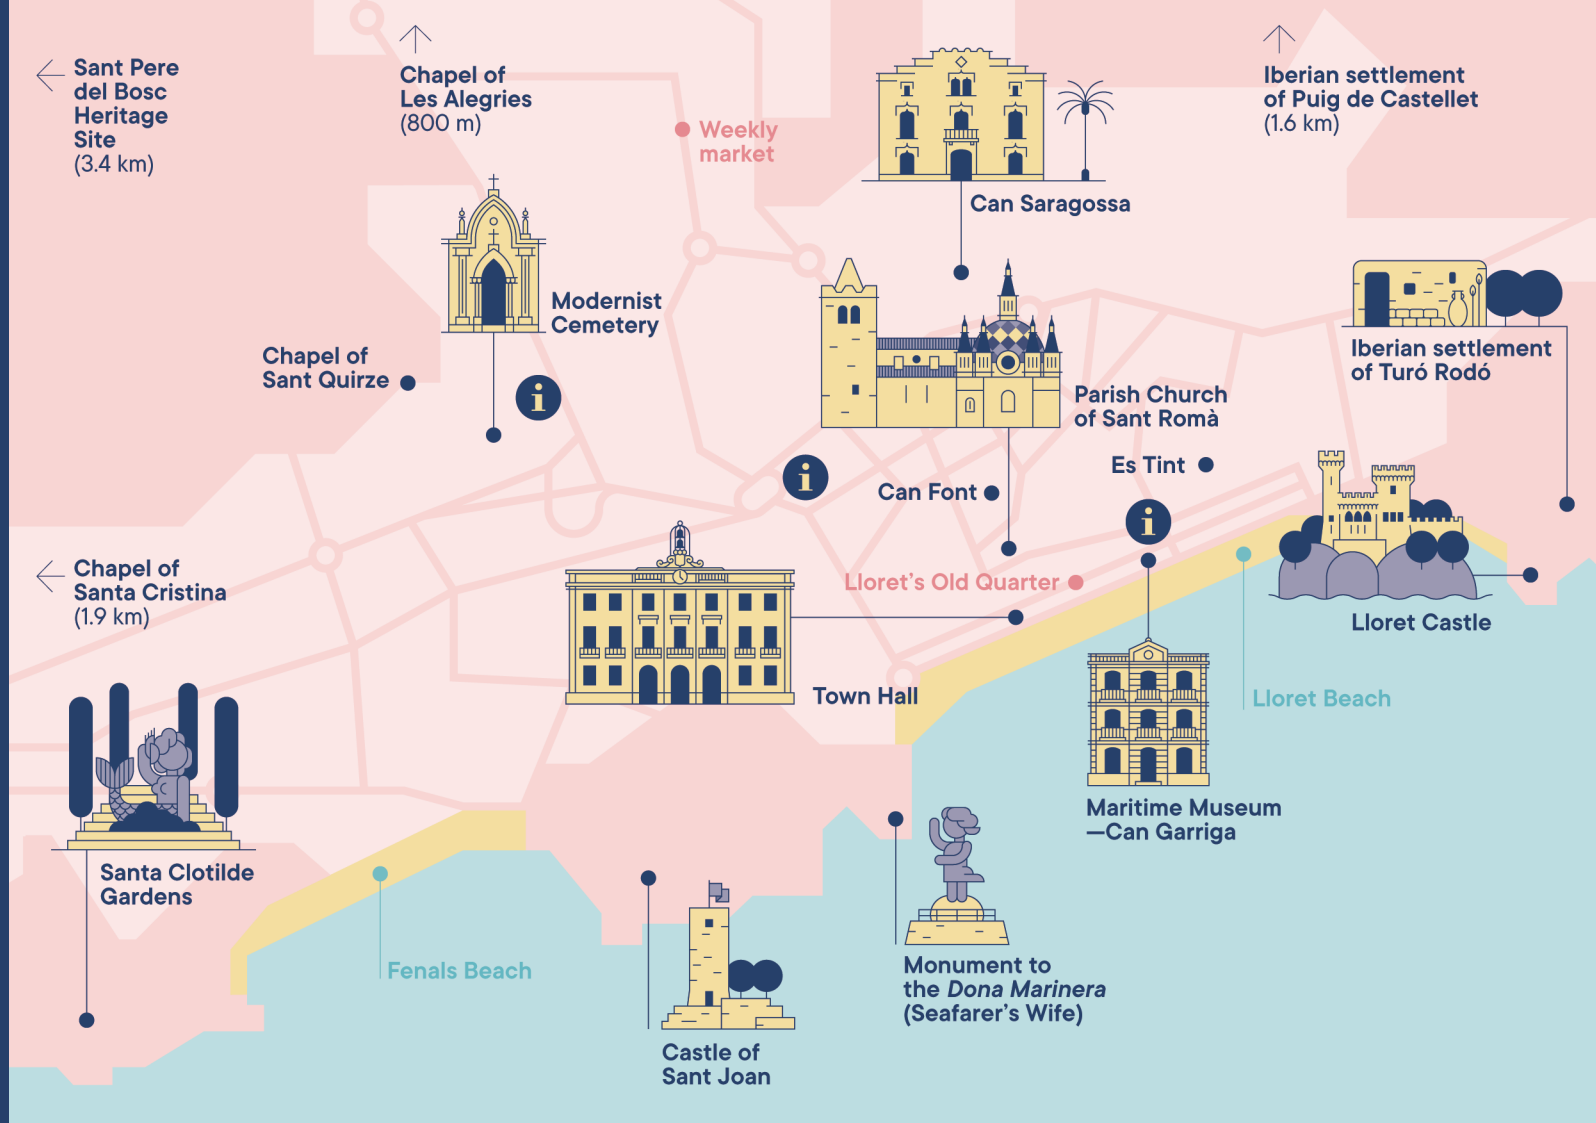 Sant Pere
del Bosc
Heritage
Site
(3.4 km)
Chapel of
Les Alegries
(800 m)
Weekly
market
Can Saragossa
Iberian settlement
of Puig de Castellet
(1.6 km)
Modernist
Cemetery
Chapel of
Sant Quirze
i
Iberian settlement
of Turó Rodó
Parish Church
of Sant Romà
Es Tint
i
Can Font
i
Chapel of
Santa Cristina
(1.9 km)
Lloret’s Old Quarter
Lloret Castle
Town Hall
Lloret Beach
Maritime Museum
—Can Garriga
Santa Clotilde
Gardens
Fenals Beach
Monument to
the Dona Marinera
(Seafarer’s Wife)
Castle of
Sant Joan